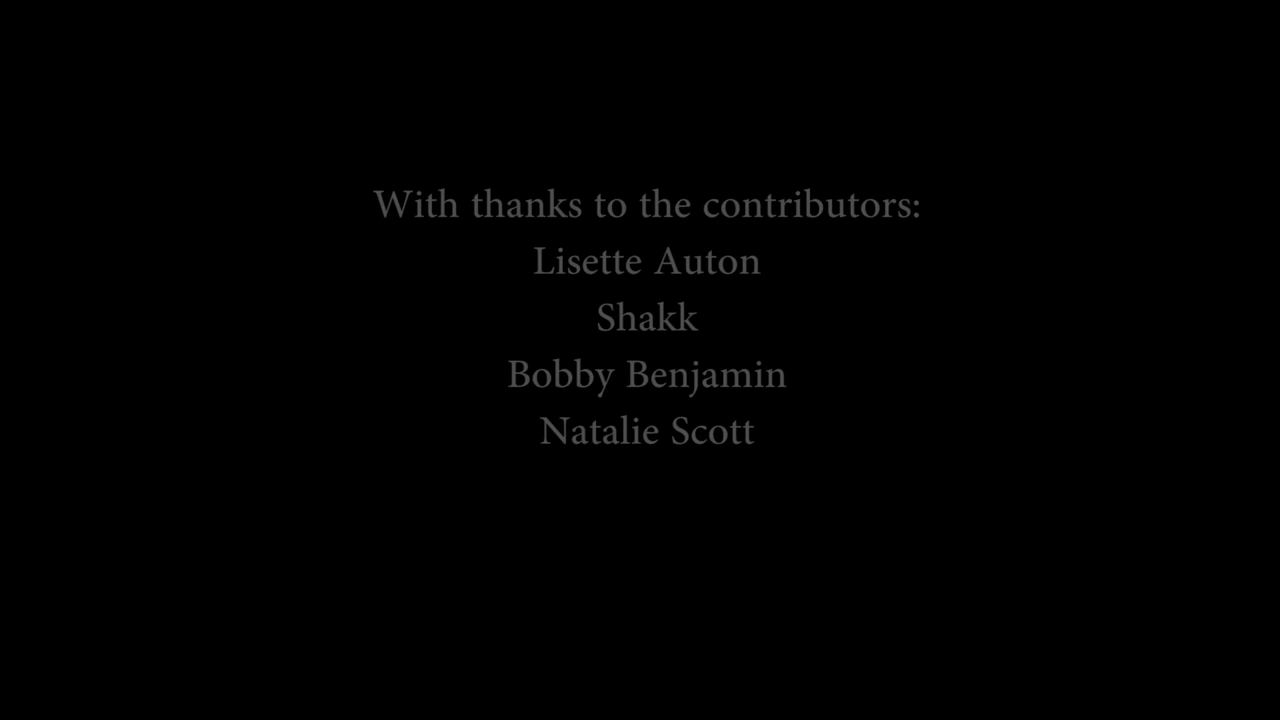 With thanks to the contributors:
Lisette Auton
Shakk
Bobby Benjamin
Natalie Scott